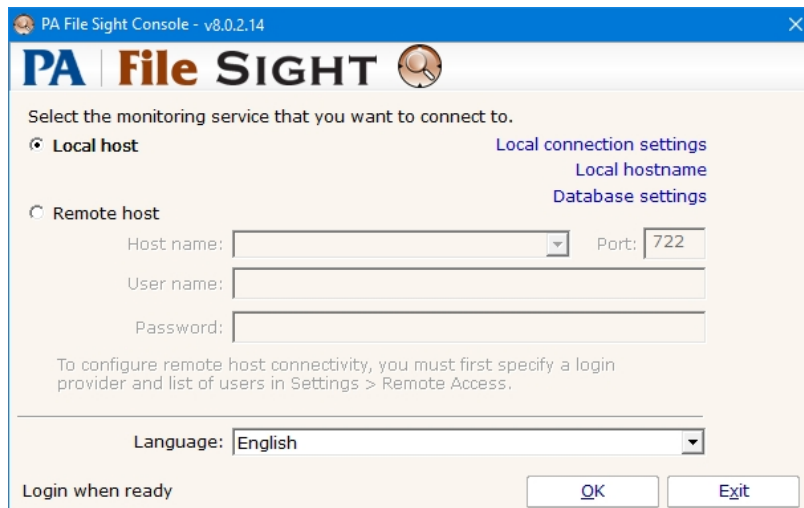 PA File Sight Console - v8.0.2.14
PA File SIGHT
Select the monitoring service that you want to connect to.
Local host
Local connection settings
Local hostname
Database settings
Remote host
Host name:
Port: 722
User name:
Password:
To configure remote host connectivity, you must first specify a login
provider and list of users in Settings > Remote Access.
Language: English
Login when ready
OK
Exit